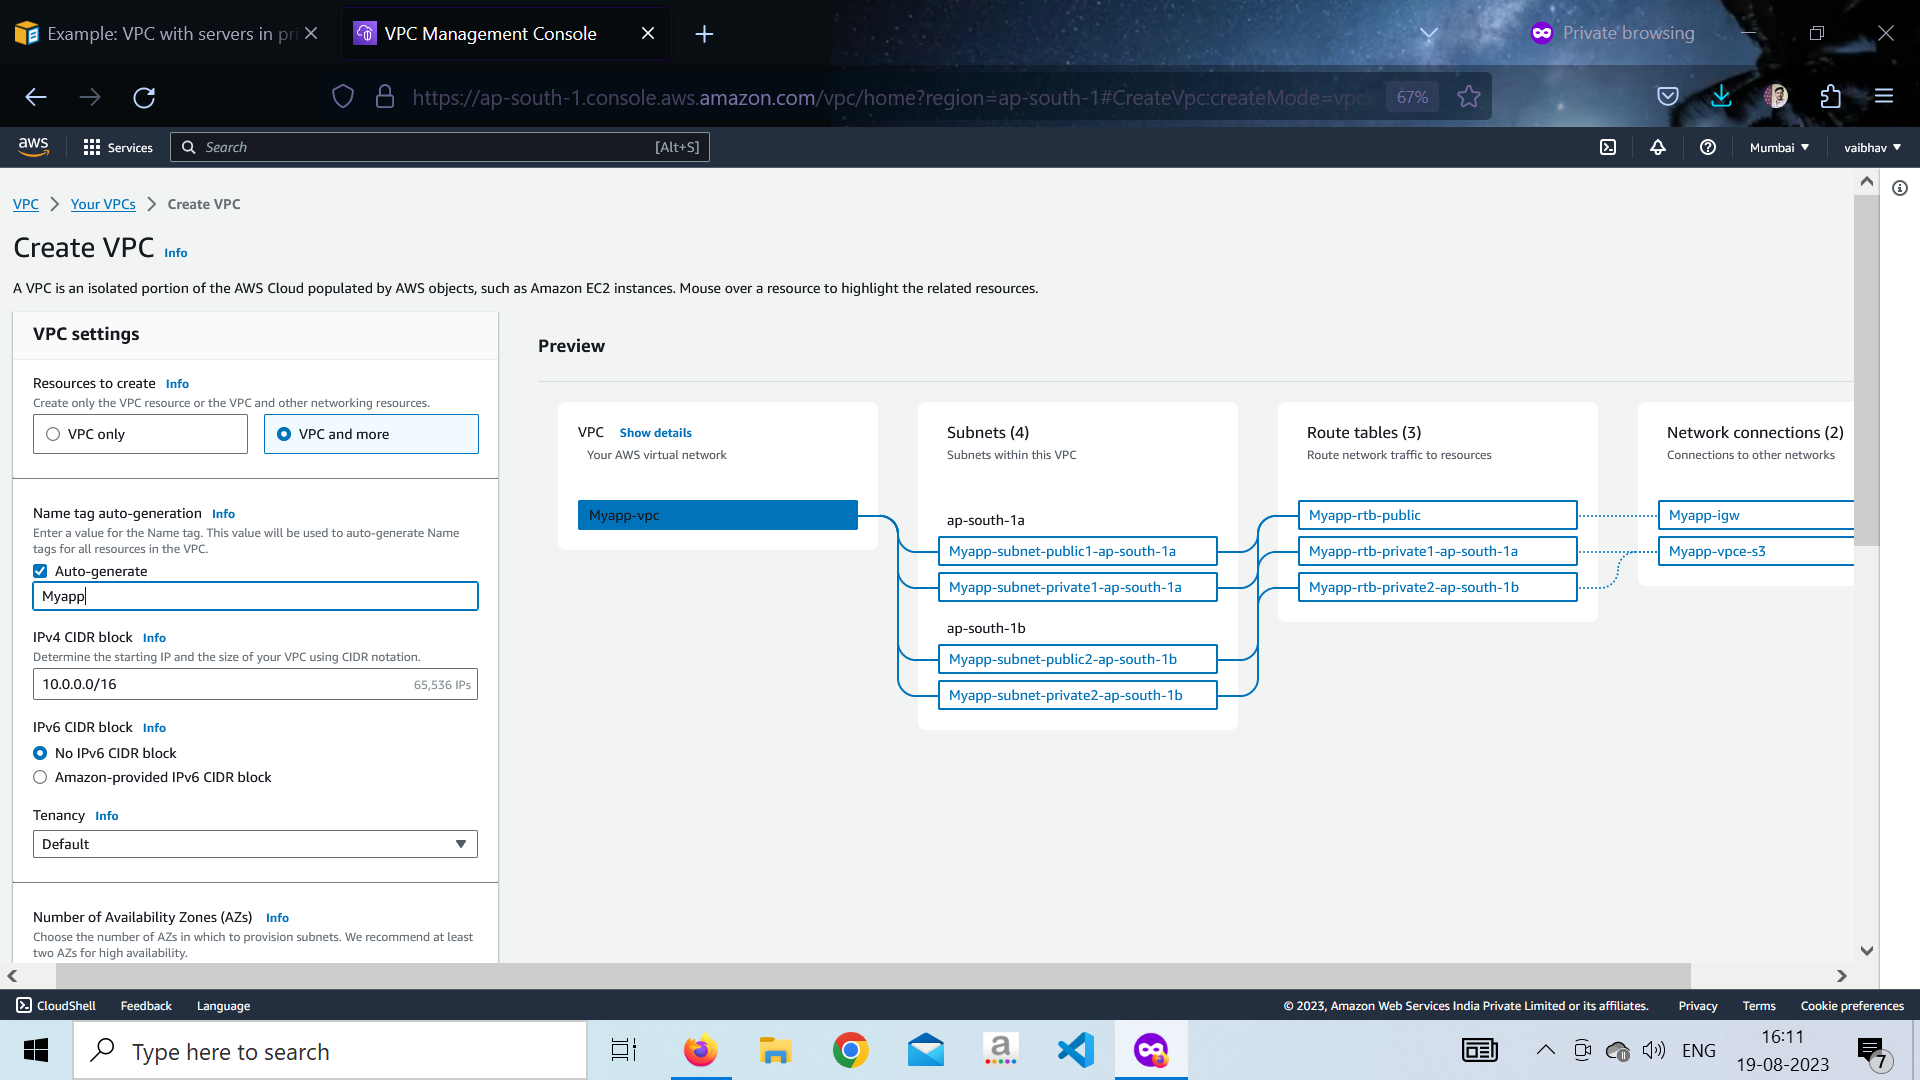 Example: VPC with servers in pri
VPC Management Console
Private browsing
https://ap-south-1.console.aws.amazon.com/vpc/home?region=ap-south-1#CreateVpc:createMode=vpc
67%
aws
Services
Search
[Alt+S]
Mumbai
vaibhav
VPC
Your VPCs
Create VPC
Create VPC Info
A VPC is an isolated portion of the AWS Cloud populated by AWS objects, such as Amazon EC2 instances. Mouse over a resource to highlight the related resources.
VPC settings
Resources to create Info
Create only the VPC resource or the VPC and other networking resources.
VPC only
VPC and more
Name tag auto-generation Info
Enter a value for the Name tag. This value will be used to auto-generate Name
tags for all resources in the VPC.
Auto-generate
Myapp
IPv4 CIDR block Info
Determine the starting IP and the size of your VPC using CIDR notation.
10.0.0.0/16
65,536 IPs
IPv6 CIDR block Info
No IPv6 CIDR block
Amazon-provided IPv6 CIDR block
Tenancy Info
Default
Number of Availability Zones (AZs) Info
Choose the number of AZs in which to provision subnets. We recommend at least
two AZs for high availability.
Preview
VPC Show details
Your AWS virtual network
Myapp-vpc
Subnets (4)
Subnets within this VPC
ap-south-1a
Myapp-subnet-public1-ap-south-1a
Myapp-subnet-private1-ap-south-1a
ap-south-1b
Myapp-subnet-public2-ap-south-1b
Myapp-subnet-private2-ap-south-1b
Route tables (3)
Route network traffic to resources
Myapp-rtb-public
Myapp-rtb-private1-ap-south-1a
Myapp-rtb-private2-ap-south-1b
Network connections (2)
Connections to other networks
Myapp-igw
Myapp-vpce-s3
CloudShell
Feedback
Language
© 2023, Amazon Web Services India Private Limited or its affiliates.
Privacy
Terms
Cookie preferences
Type here to search
a
ENG
16:11
19-08-2023
7